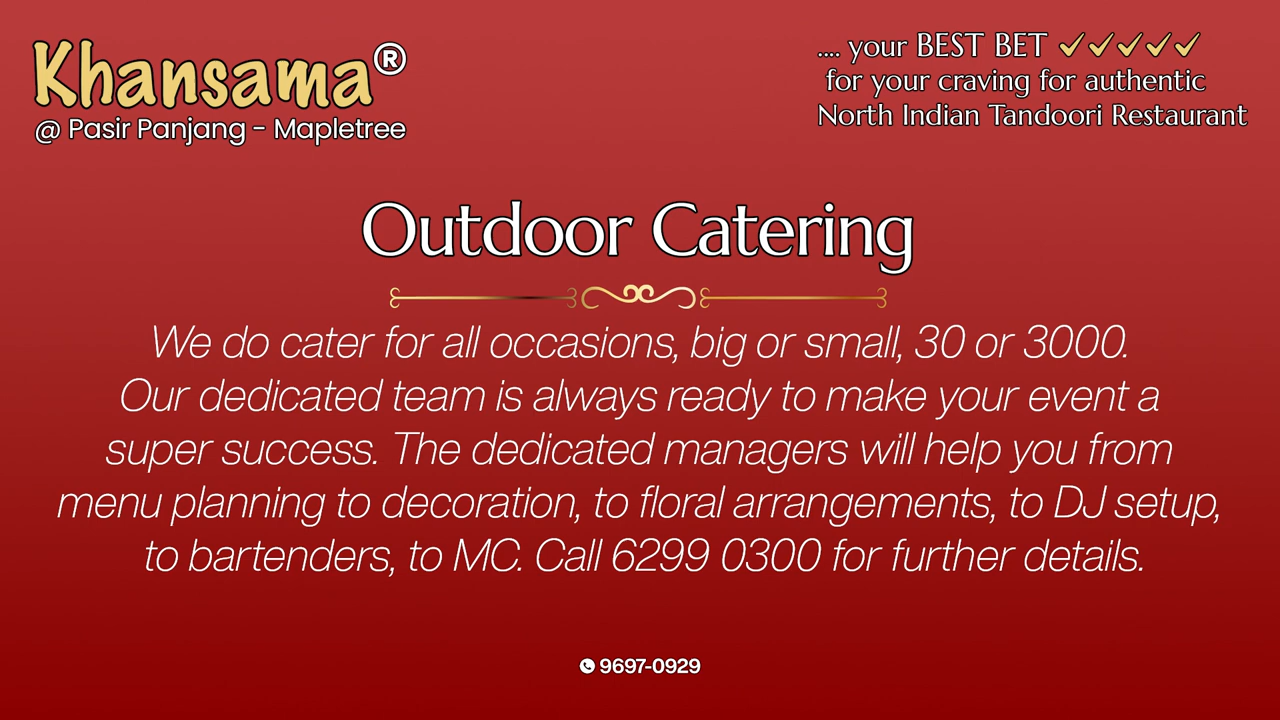 Khansama®
@ Pasir Panjang - Mapletree
.... your BEST BET ✓✓✓✓✓
for your craving for authentic
North Indian Tandoori Restaurant
Outdoor Catering
We do cater for all occasions, big or small, 30 or 3000.
Our dedicated team is always ready to make your event a
super success. The dedicated managers will help you from
menu planning to decoration, to floral arrangements, to DJ setup,
to bartenders, to MC. Call 6299 0300 for further details.
9697-0929